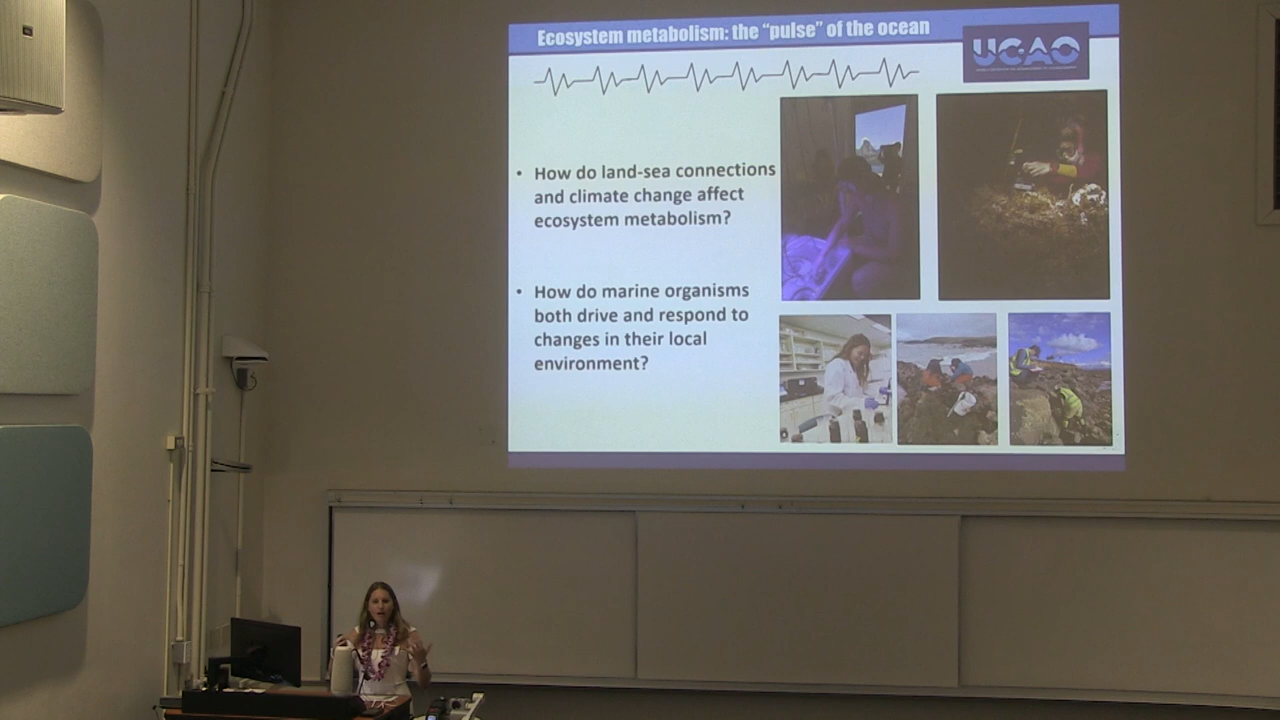 Ecosystem metabolism: the "pulse" of the ocean
UCAO
• How do land-sea connections
and climate change affect
ecosystem metabolism?
• How do marine organisms
both drive and respond to
changes in their local
environment?